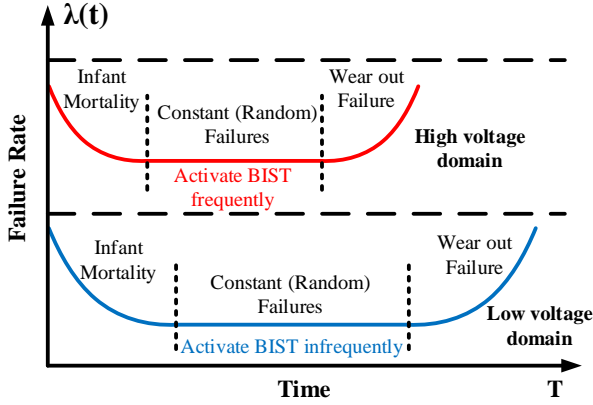 λ(t)
Infant
Mortality
Wear out
Failure
Constant (Random)
Failures
High voltage
domain
Activate BIST
frequently
Failure Rate
Infant
Mortality
Wear out
Failure
Constant (Random)
Failures
Low voltage
domain
Activate BIST infrequently
Time
T